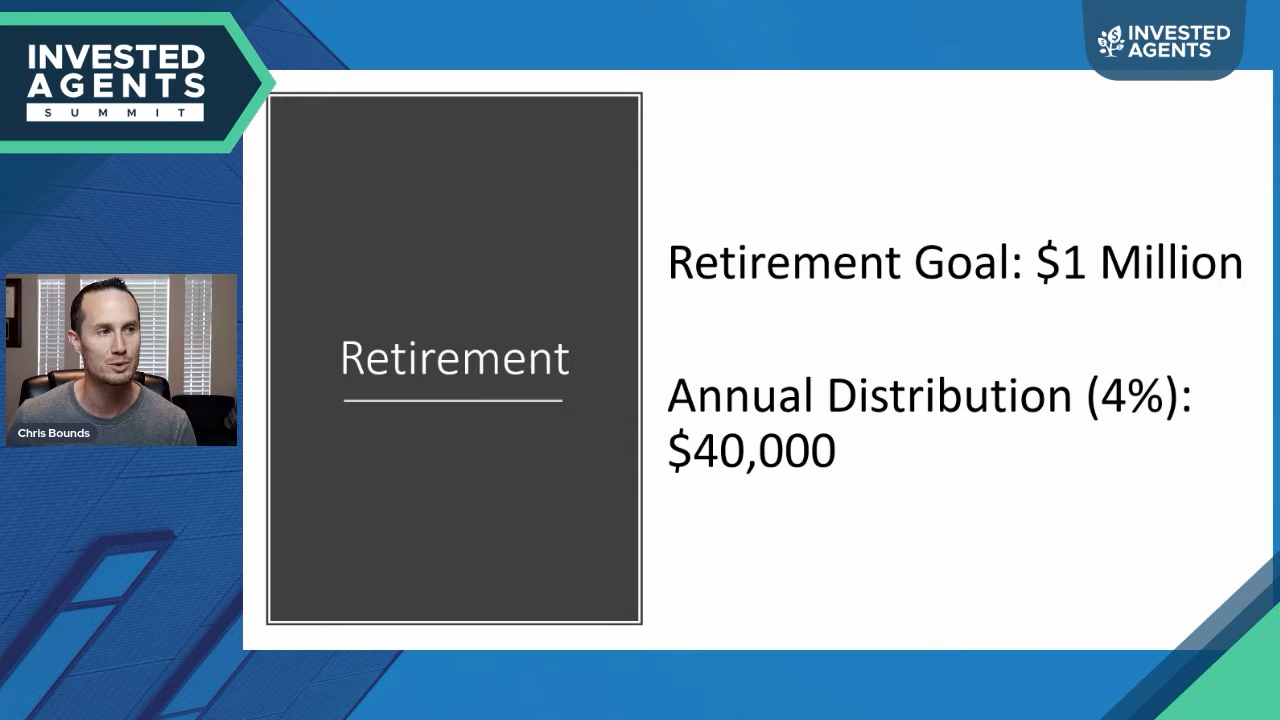 INVESTED
AGENTS
SUMMIT
INVESTED
AGENTS
Retirement
Retirement Goal: $1 Million
Annual Distribution (4%):
$40,000
Chris Bounds